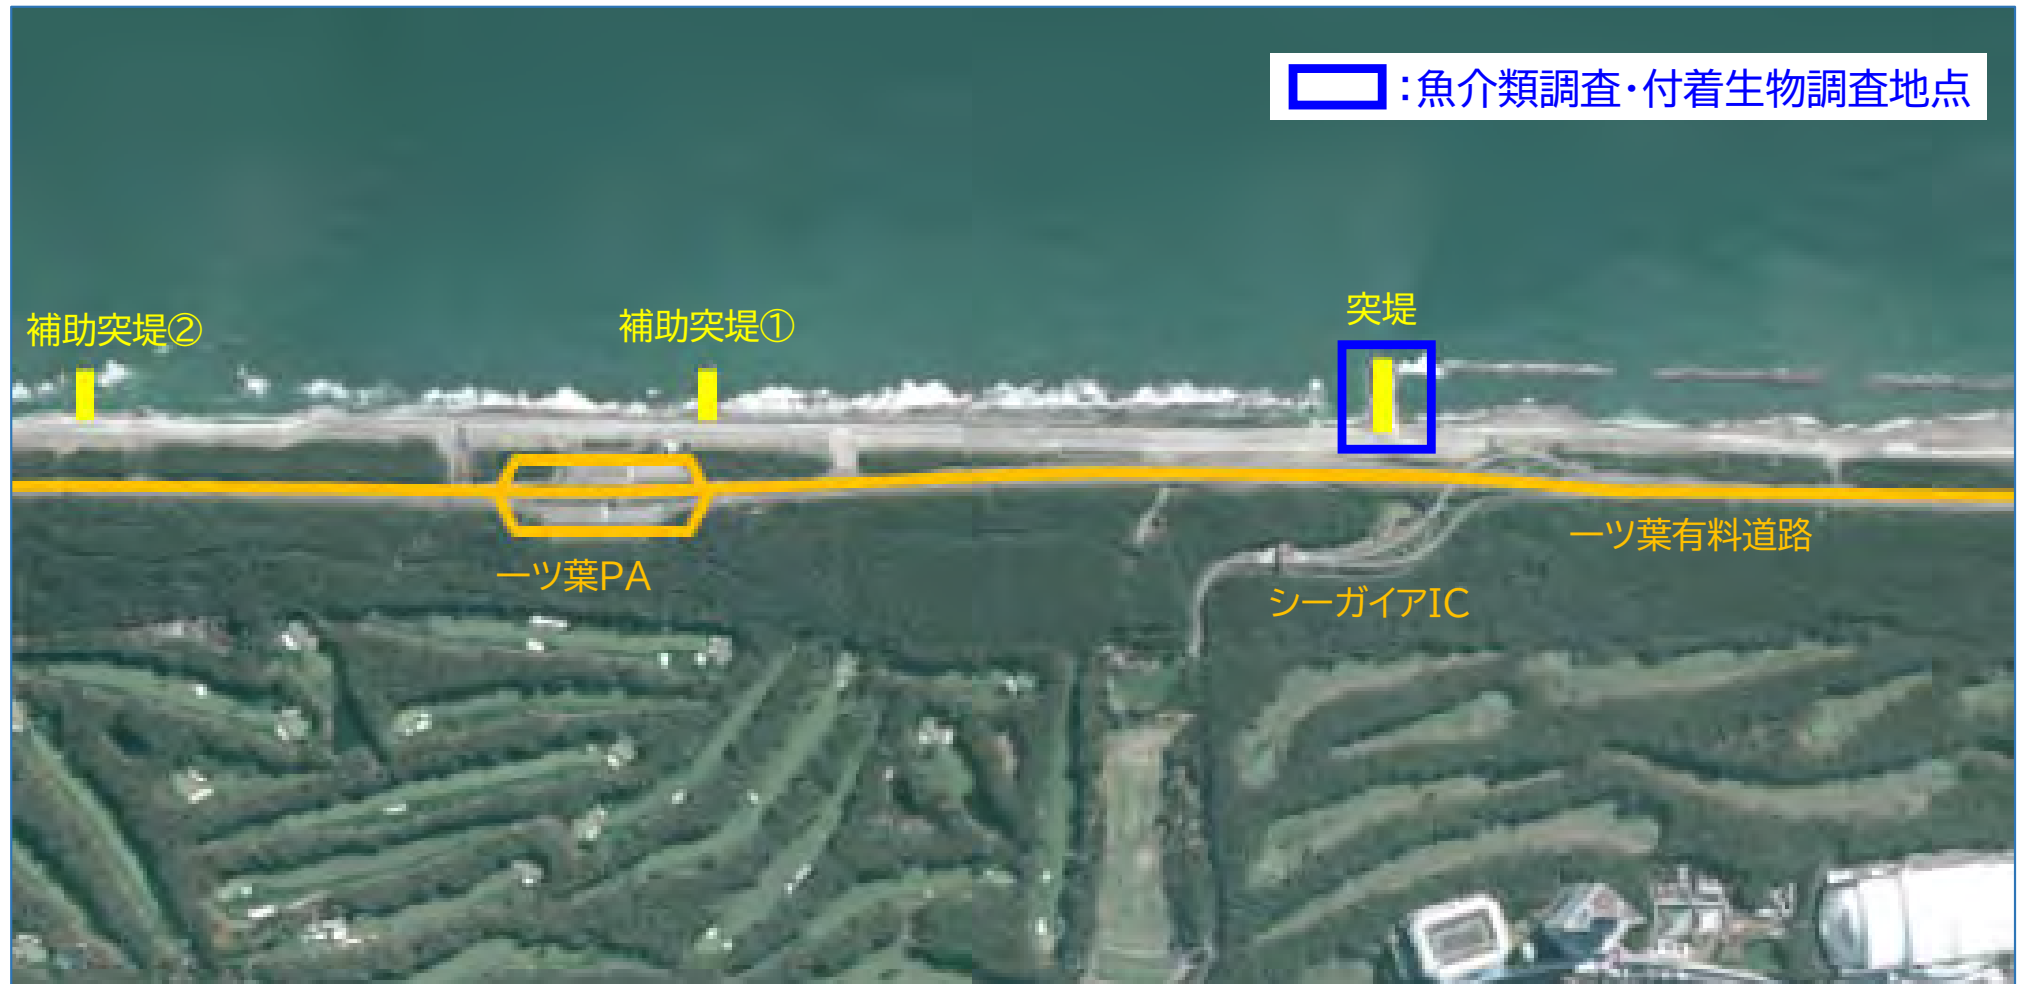 ：魚介類調査・付着生物調査地点
突堤
補助突堤①
補助突堤②
一ツ葉有料道路
一ツ葉PA
シーガイアIC